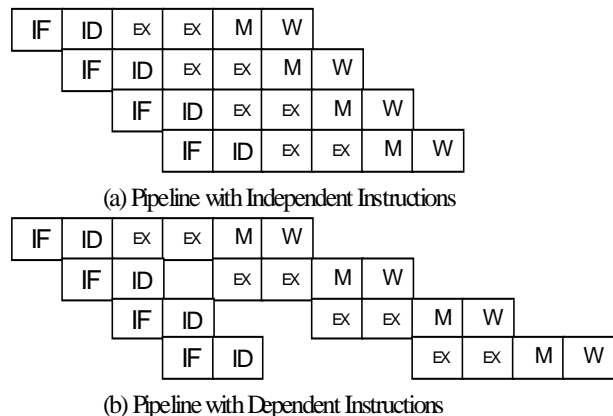 IF ID EX EX M W
IF ID EX EX M W
IF ID EX EX M W
IF ID EX EX M W
(a) Pipeline with Independent Instructions
IF ID EX EX M W
IF ID EX EX M W
IF ID EX EX M W
IF ID EX EX M W
(b) Pipeline with Dependent Instructions